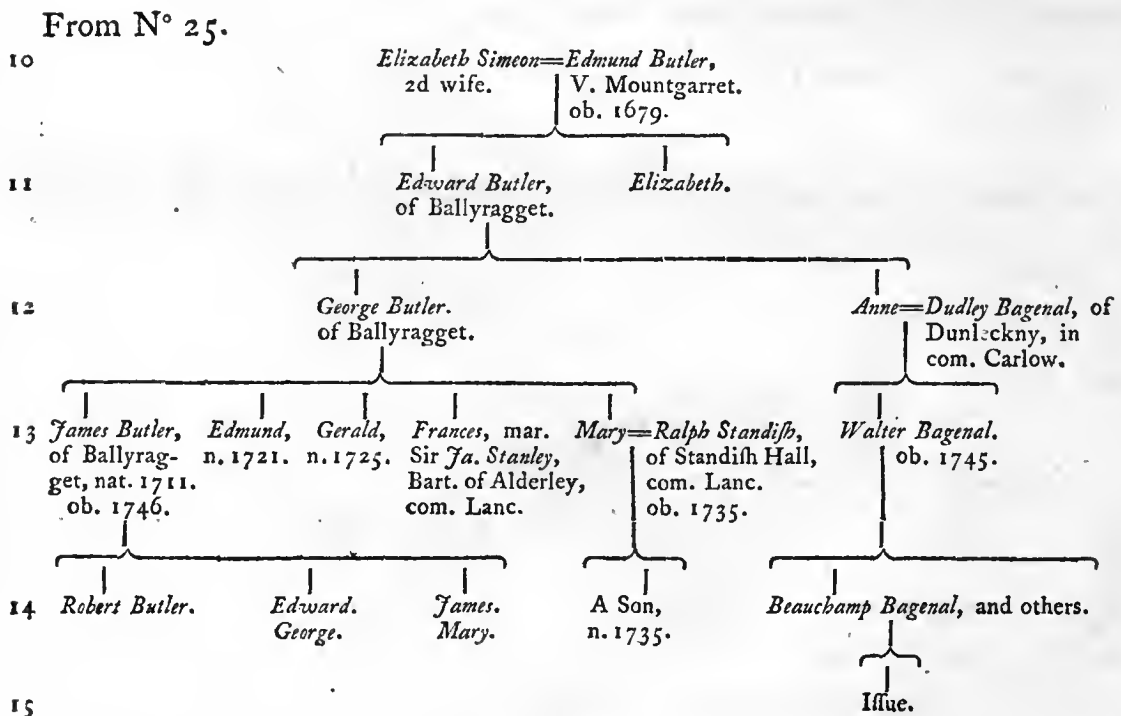 From N° 25.
10 Elizabeth Simeon=Edmund Butler,
2d wife. V. Mountgarret.
ob. 1679.
11 Edward Butler, Elizabeth.
of Ballyragget.
12 George Butler. Anne=Dudley Bagenal, of
of Ballyragget. Dunleckny, in
com. Carlow.
13 James Butler, Edmund, Gerald, Frances, mar. Mary=Ralph Standiſh, Walter Bagenal.
of Ballyrag- n. 1721. n. 1725. Sir Ja. Stanley, of Standiſh Hall, ob. 1745.
get, nat. 1711. Bart. of Alderley, com. Lanc.
ob. 1746. com. Lanc. ob. 1735.
14 Robert Butler. Edward. James. A Son, Beauchamp Bagenal, and others.
George. Mary. n. 1735.
Iſſue.
15